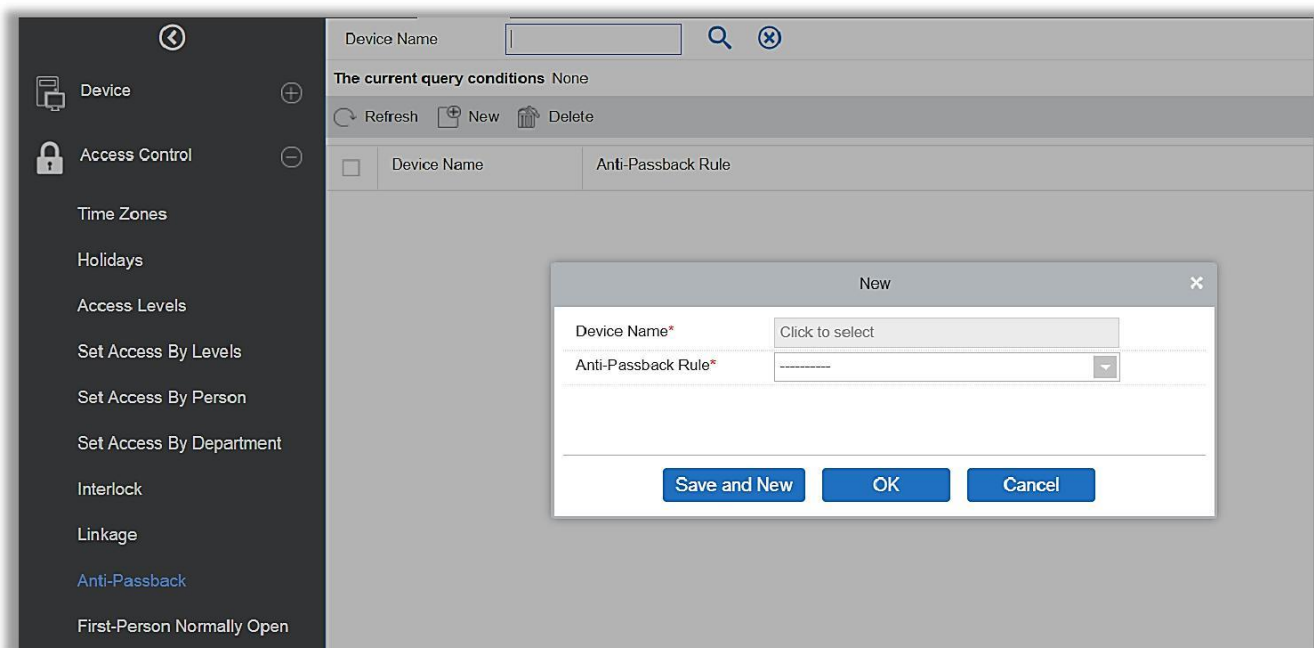 Device Name
The current query conditions None
Refresh New Delete
Device Name Anti-Passback Rule
Device
Access Control
Time Zones
Holidays
Access Levels
Set Access By Levels
Set Access By Person
Set Access By Department
Interlock
Linkage
Anti-Passback
First-Person Normally Open
New
Device Name* Click to select
Anti-Passback Rule* ----------
Save and New OK Cancel